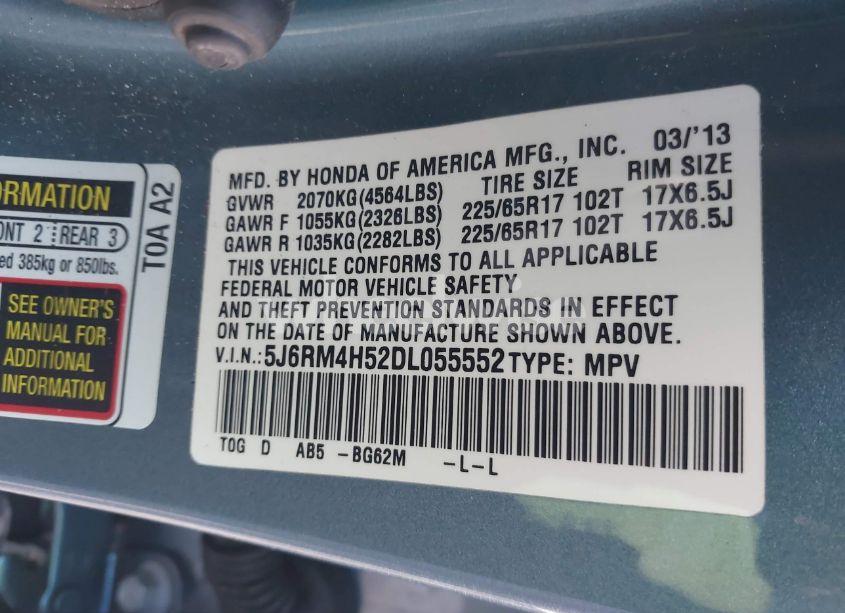 ORMATION
ONT 2 REAR 3
ed 385kg or 850lbs.
SEE OWNER'S
MANUAL FOR
ADDITIONAL
INFORMATION
T0A A2
MFD. BY HONDA OF AMERICA MFG., INC. 03/'13
GVWR 2070KG(4564LBS) TIRE SIZE RIM SIZE
GAWR F 1055KG(2326LBS) 225/65R17 102T 17X6.5J
GAWR R 1035KG(2282LBS) 225/65R17 102T 17X6.5J
THIS VEHICLE CONFORMS TO ALL APPLICABLE
FEDERAL MOTOR VEHICLE SAFETY
AND THEFT PREVENTION STANDARDS IN EFFECT
ON THE DATE OF MANUFACTURE SHOWN ABOVE.
V.I.N.:5J6RM4H52DL055552 TYPE: MPV
T0G D AB5 -BG62M -L-L